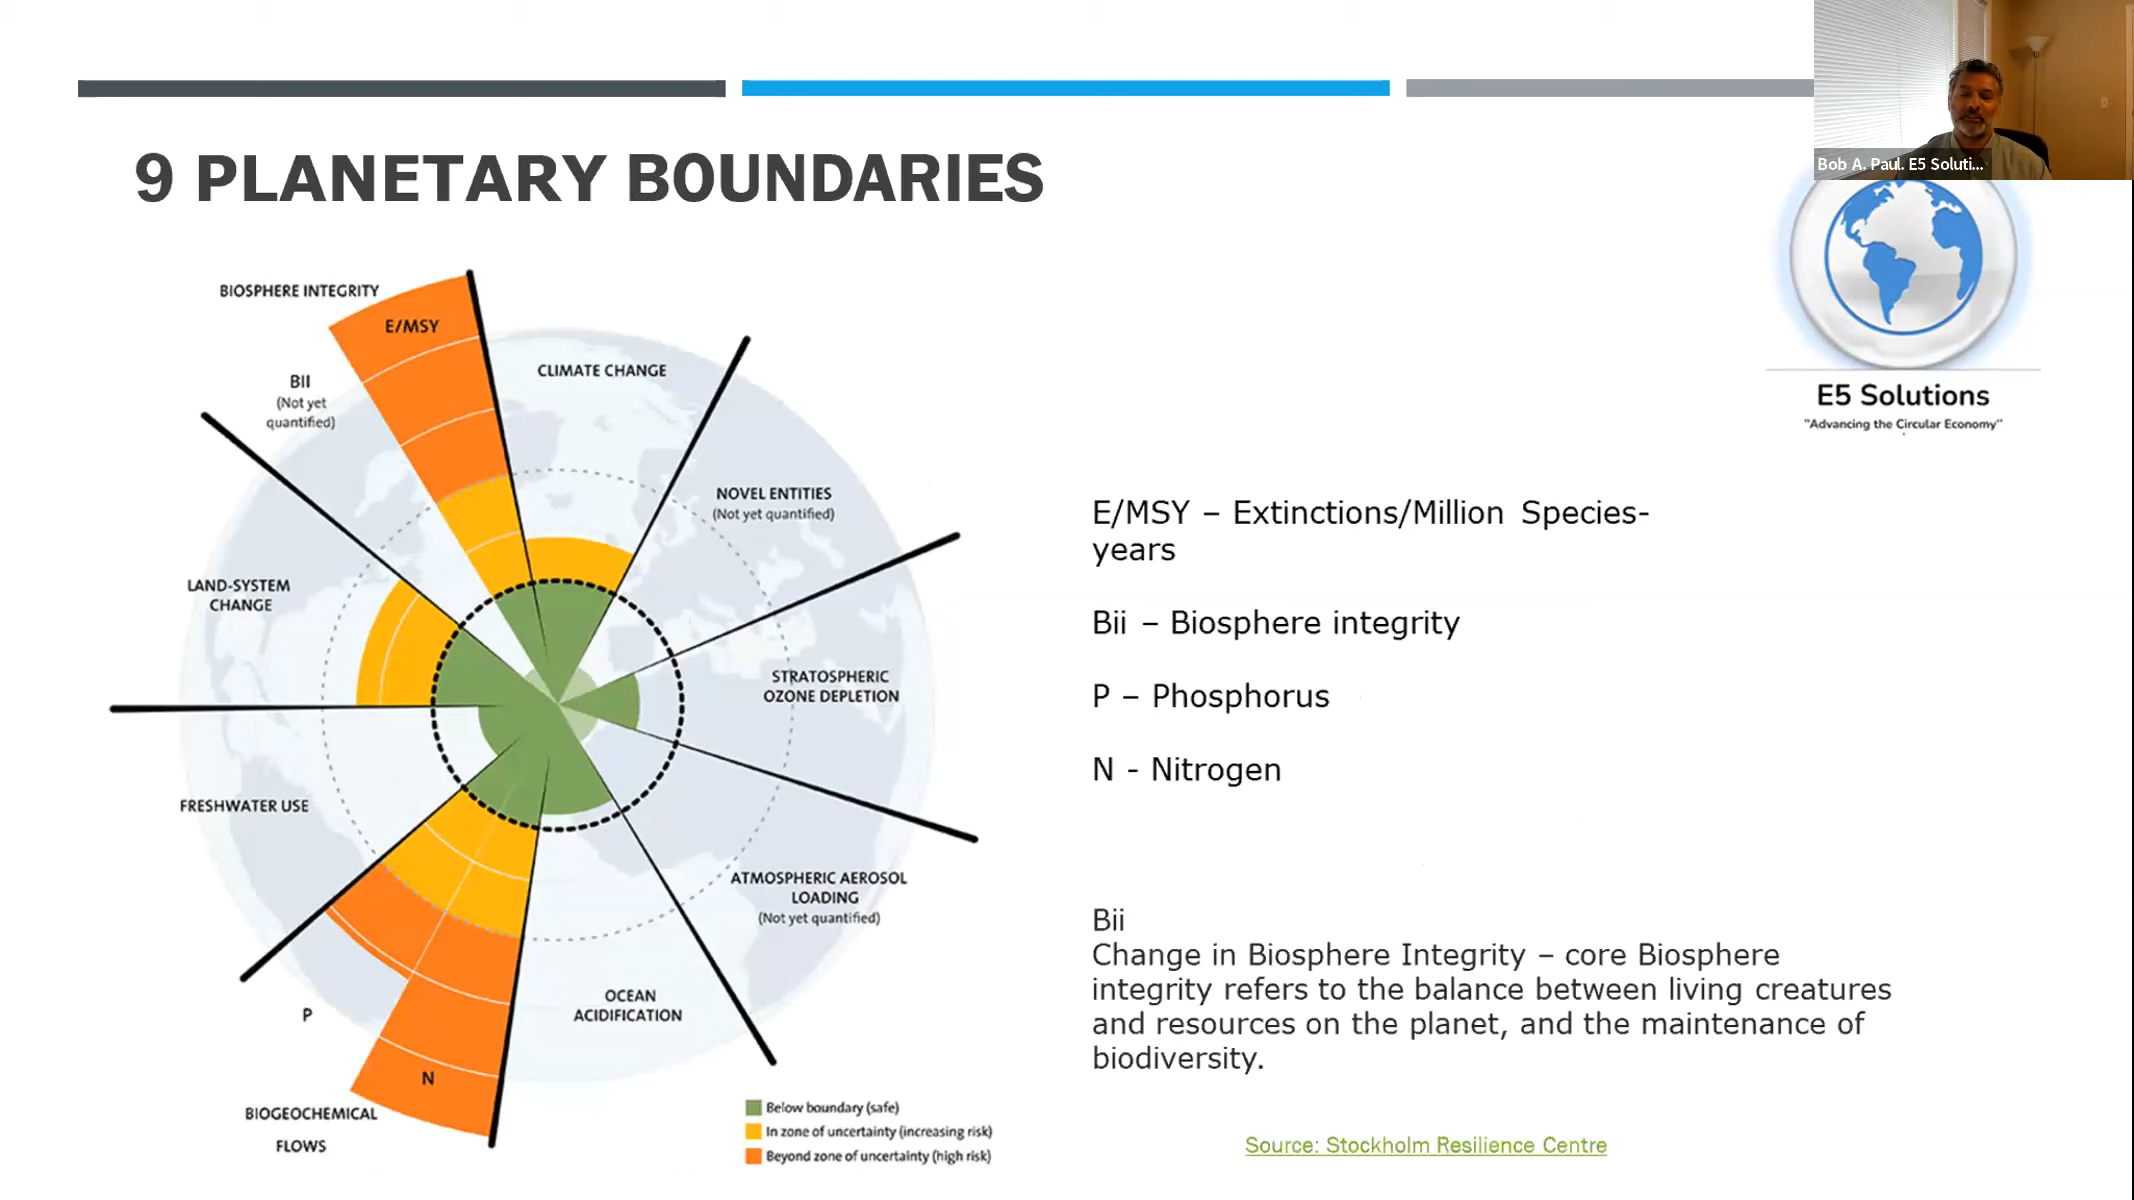 Bob A. Paul. E5 Soluti...
9 PLANETARY BOUNDARIES
E5 Solutions
"Advancing the Circular Economy"
BIOSPHERE INTEGRITY
E/MSY
BII
(Not yet
quantified)
CLIMATE CHANGE
NOVEL ENTITIES
(Not yet quantified)
LAND-SYSTEM
CHANGE
STRATOSPHERIC
OZONE DEPLETION
FRESHWATER USE
ATMOSPHERIC AEROSOL
LOADING
(Not yet quantified)
OCEAN
ACIDIFICATION
P
N
BIOGEOCHEMICAL
FLOWS
Below boundary (safe)
In zone of uncertainty (increasing risk)
Beyond zone of uncertainty (high risk)
E/MSY – Extinctions/Million Species-
years
Bii – Biosphere integrity
P – Phosphorus
N - Nitrogen
Bii
Change in Biosphere Integrity – core Biosphere
integrity refers to the balance between living creatures
and resources on the planet, and the maintenance of
biodiversity.
Source: Stockholm Resilience Centre